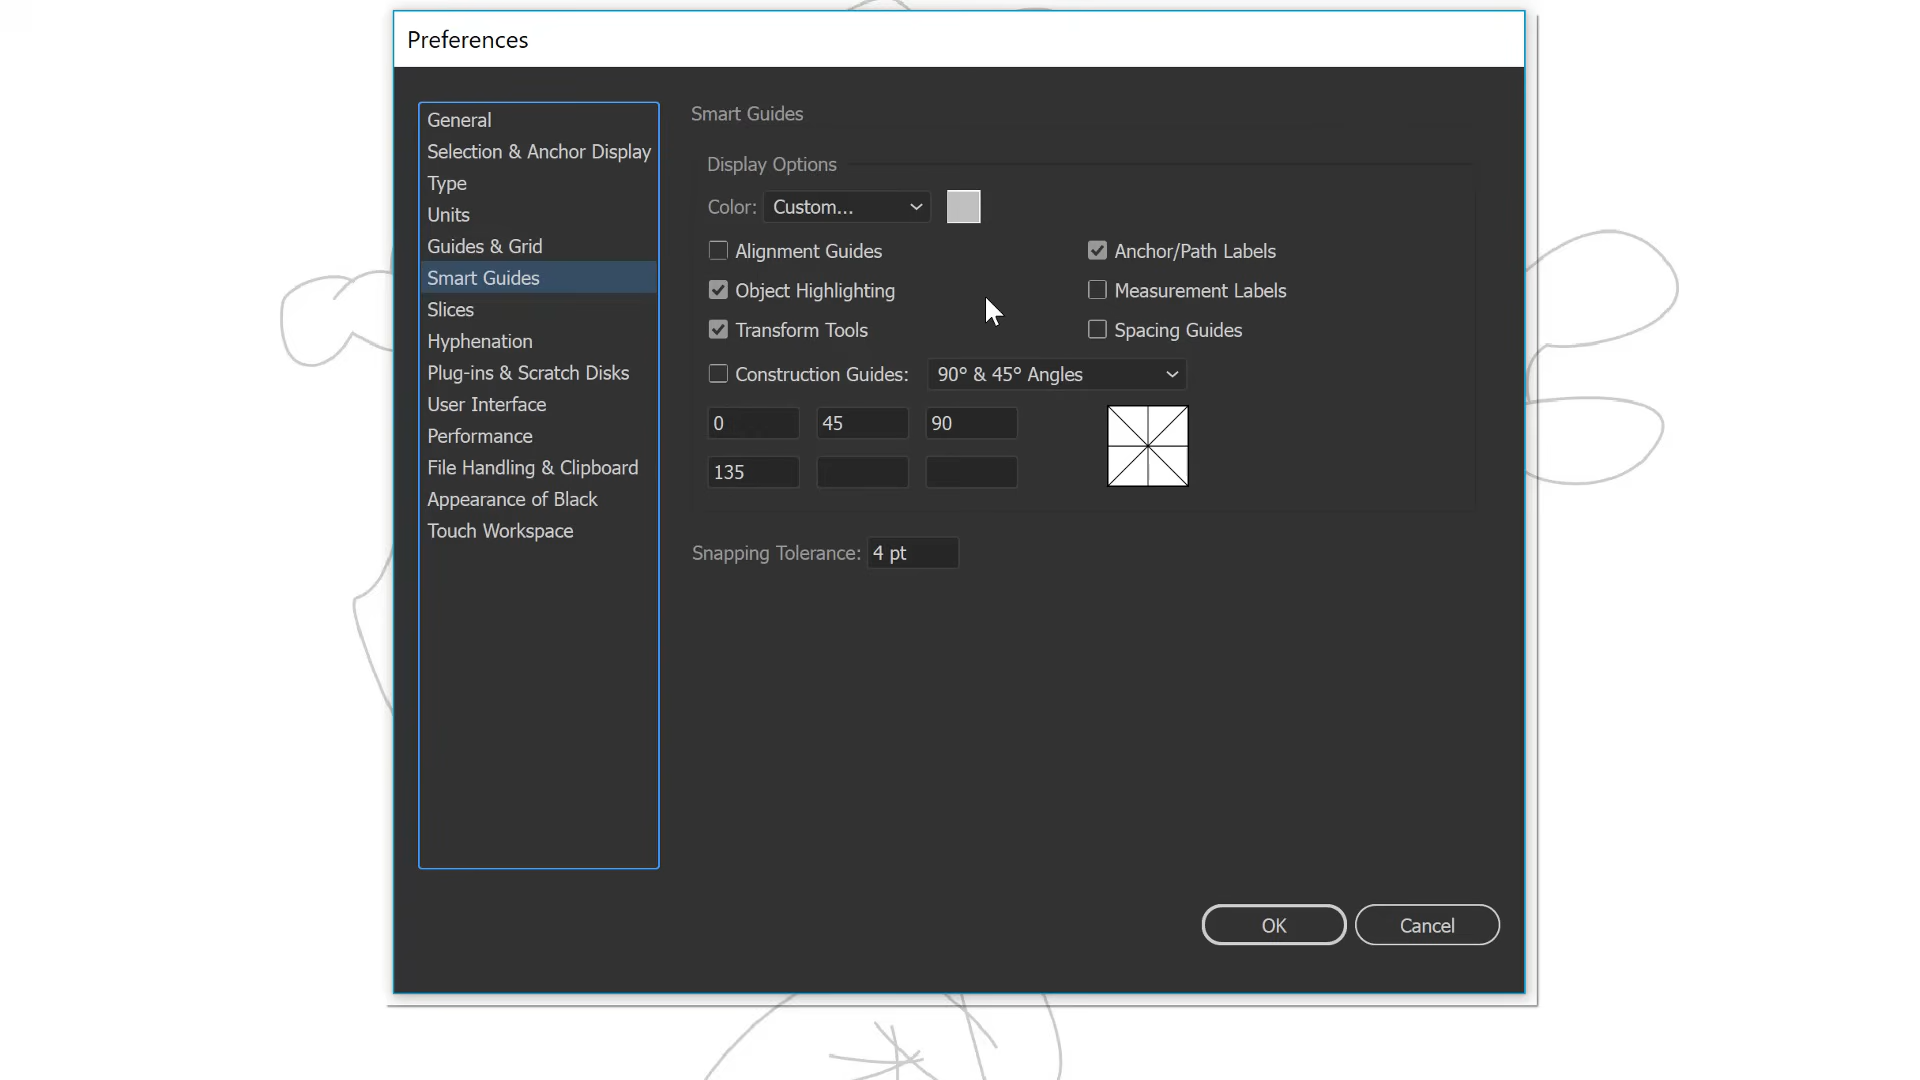 Preferences
General
Selection & Anchor Display
Type
Units
Guides & Grid
Smart Guides
Slices
Hyphenation
Plug-ins & Scratch Disks
User Interface
Performance
File Handling & Clipboard
Appearance of Black
Touch Workspace
Smart Guides
Display Options
Color: Custom...
Alignment Guides
Anchor/Path Labels
Object Highlighting
Measurement Labels
Transform Tools
Spacing Guides
Construction Guides: 90° & 45° Angles
0 45 90
135
Snapping Tolerance: 4 pt
OK Cancel